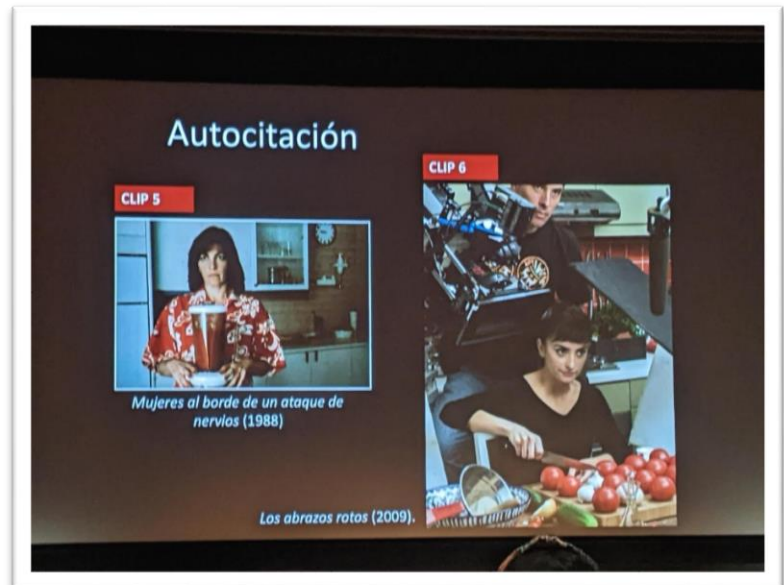 Autocitación
CLIP 5
CLIP 6
Mujeres al borde de un ataque de
nervios (1988)
Los abrazos rotos (2009).